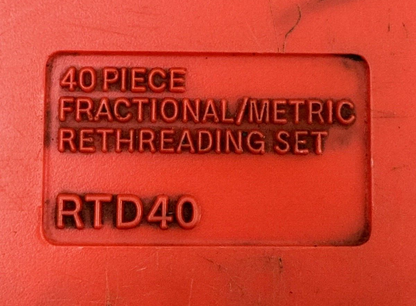 40 PIECE
FRACTIONAL/METRIC
RETHREADING SET
RTD40